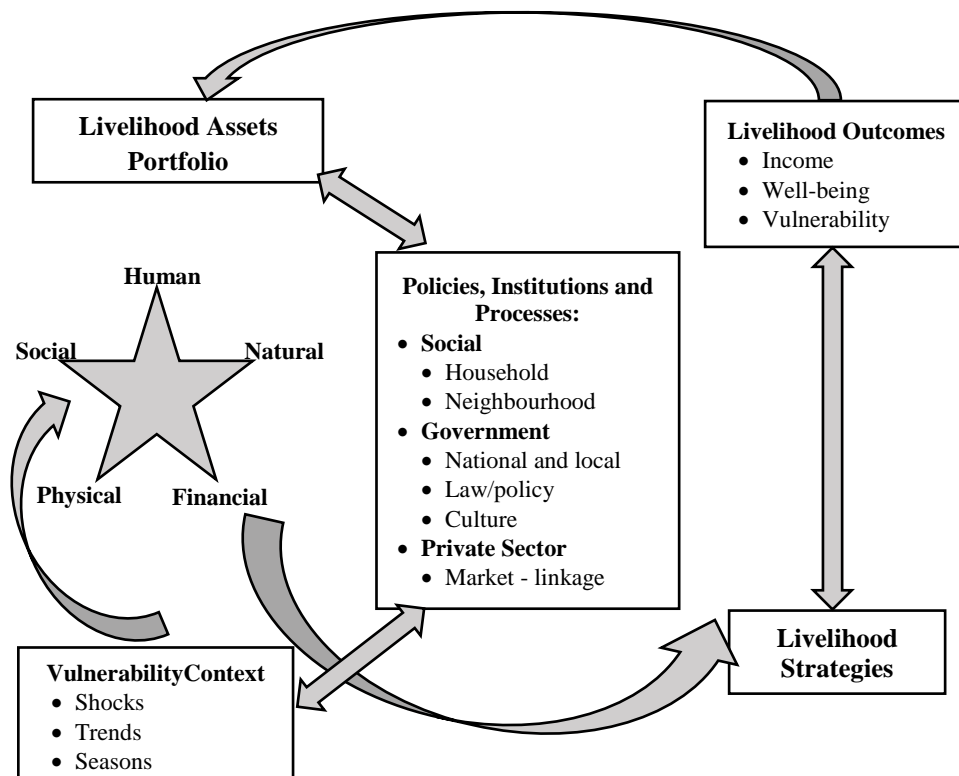 Livelihood Assets
Portfolio
Livelihood Outcomes
• Income
• Well-being
• Vulnerability
Human
Social
Natural
Physical
Financial
Policies, Institutions and
Processes:
• Social
• Household
• Neighbourhood
• Government
• National and local
• Law/policy
• Culture
• Private Sector
• Market - linkage
VulnerabilityContext
• Shocks
• Trends
• Seasons
Livelihood
Strategies